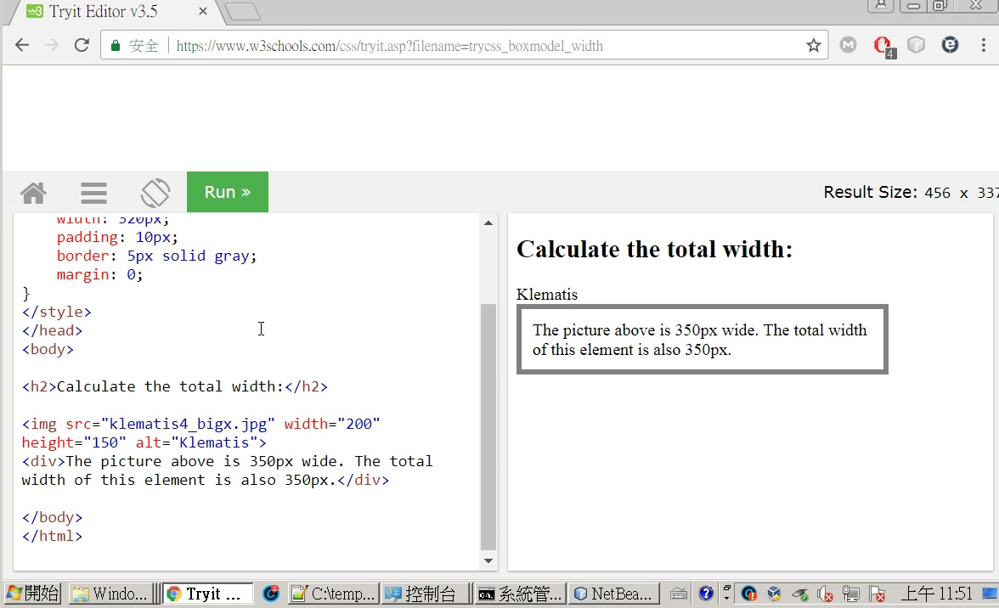 Tryit Editor v3.5
安全 https://www.w3schools.com/css/tryit.asp?filename=trycss_boxmodel_width
4
Run »
Result Size: 456 x 337
width: 320px;
padding: 10px;
border: 5px solid gray;
margin: 0;
}
</style>
</head>
<body>
<h2>Calculate the total width:</h2>
<img src="klematis4_bigx.jpg" width="200"
height="150" alt="Klematis">
<div>The picture above is 350px wide. The total
width of this element is also 350px.</div>
</body>
</html>
Calculate the total width:
Klematis
The picture above is 350px wide. The total width
of this element is also 350px.
開始 Windo... Tryit ... C:\temp... 控制台 系統管... NetBea... 上午 11:51